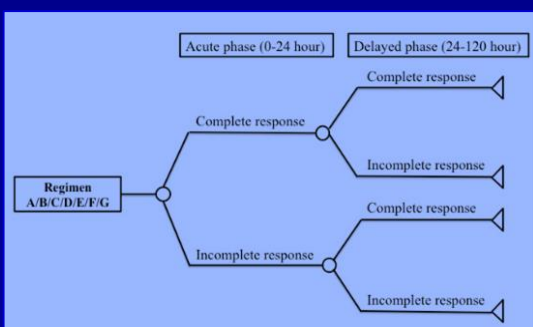 Acute phase (0-24 hour)
Delayed phase (24-120 hour)
Complete response
Complete response
Incomplete response
Regimen
A/B/C/D/E/F/G
Complete response
Incomplete response
Incomplete response